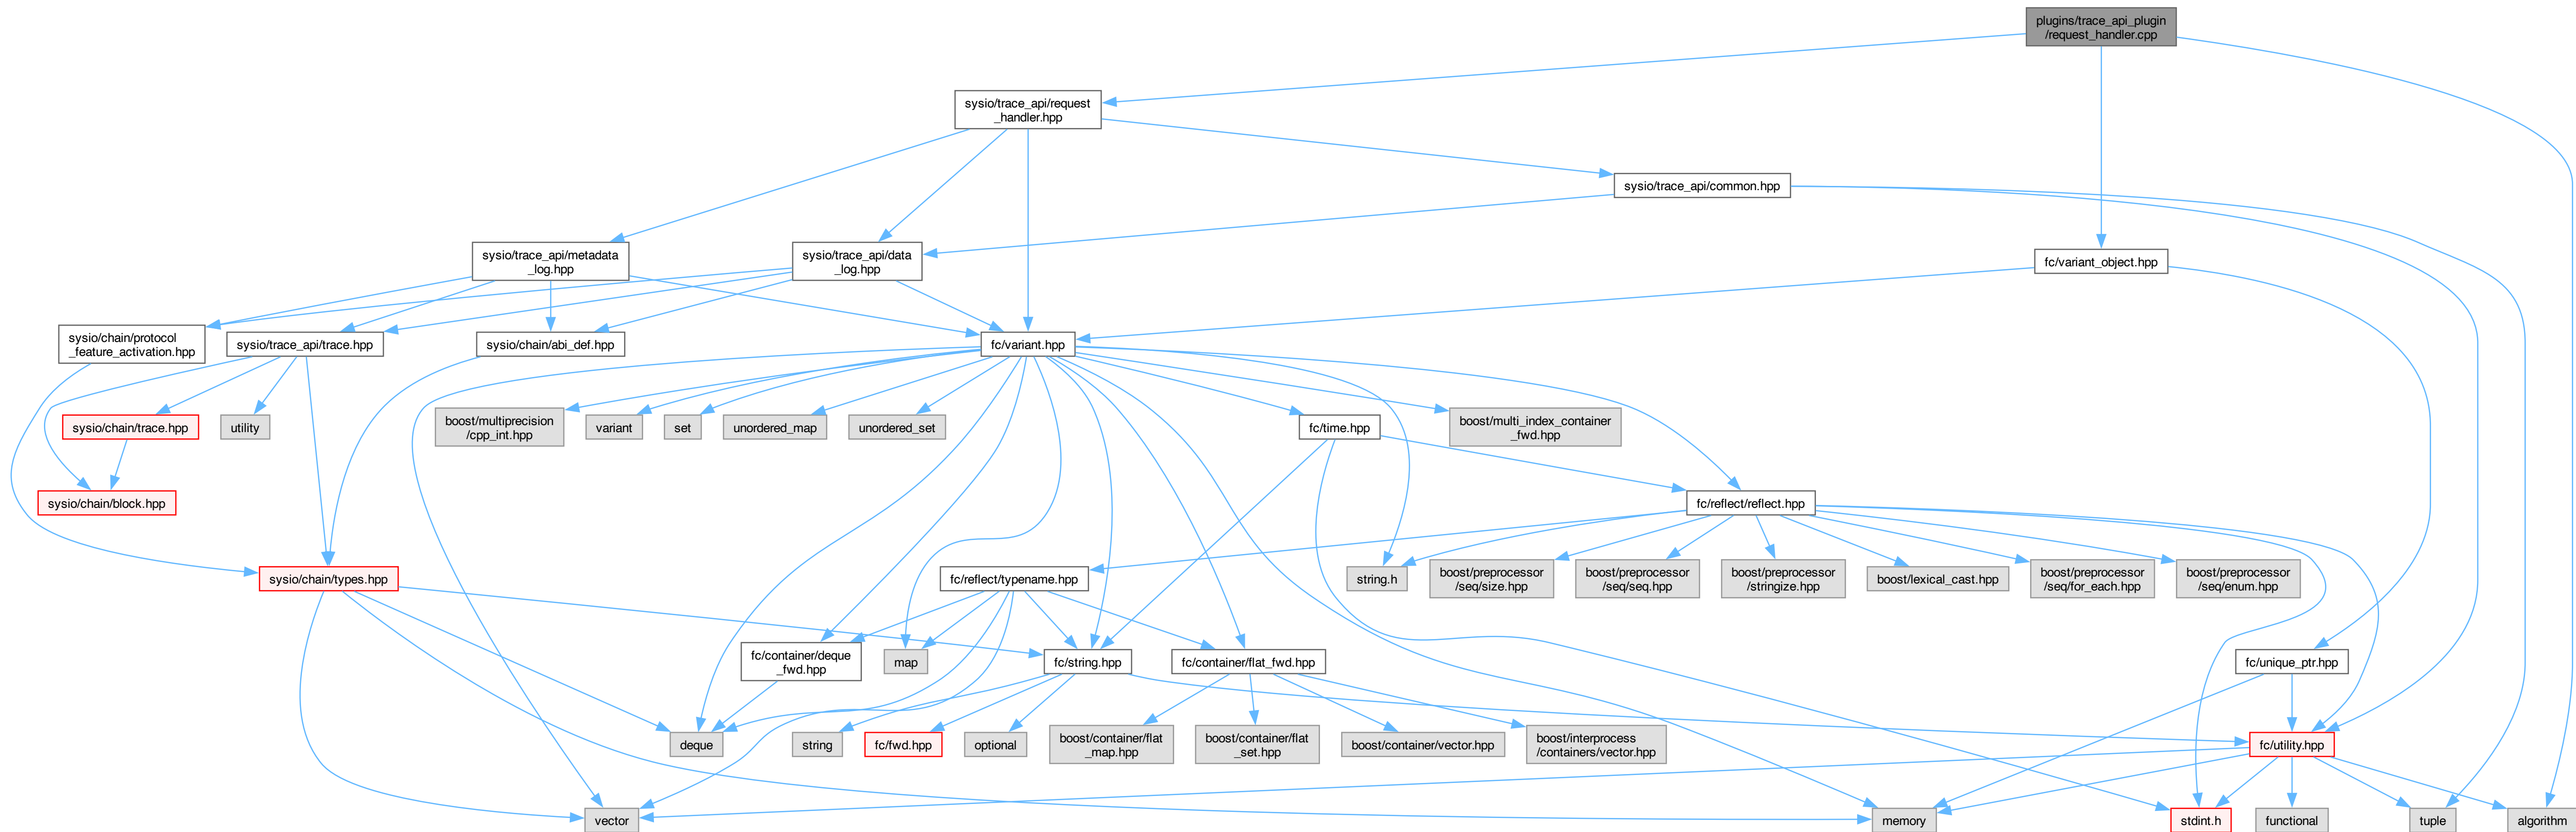 plugins/trace_api_plugin
/request_handler.cpp
sysio/trace_api/request
_handler.hpp
sysio/trace_api/common.hpp
sysio/trace_api/metadata
_log.hpp
sysio/trace_api/data
_log.hpp
fc/variant_object.hpp
sysio/chain/protocol
_feature_activation.hpp
sysio/trace_api/trace.hpp
sysio/chain/abi_def.hpp
fc/variant.hpp
sysio/chain/trace.hpp
utility
boost/multiprecision
/cpp_int.hpp
variant
set
unordered_map
unordered_set
fc/time.hpp
boost/multi_index_container
_fwd.hpp
sysio/chain/block.hpp
fc/reflect/reflect.hpp
sysio/chain/types.hpp
fc/reflect/typename.hpp
string.h
boost/preprocessor
/seq/size.hpp
boost/preprocessor
/seq/seq.hpp
boost/preprocessor
/stringize.hpp
boost/lexical_cast.hpp
boost/preprocessor
/seq/for_each.hpp
boost/preprocessor
/seq/enum.hpp
fc/container/deque
_fwd.hpp
map
fc/string.hpp
fc/container/flat_fwd.hpp
fc/unique_ptr.hpp
deque
string
fc/fwd.hpp
optional
boost/container/flat
_map.hpp
boost/container/flat
_set.hpp
boost/container/vector.hpp
boost/interprocess
/containers/vector.hpp
fc/utility.hpp
vector
memory
stdint.h
functional
tuple
algorithm